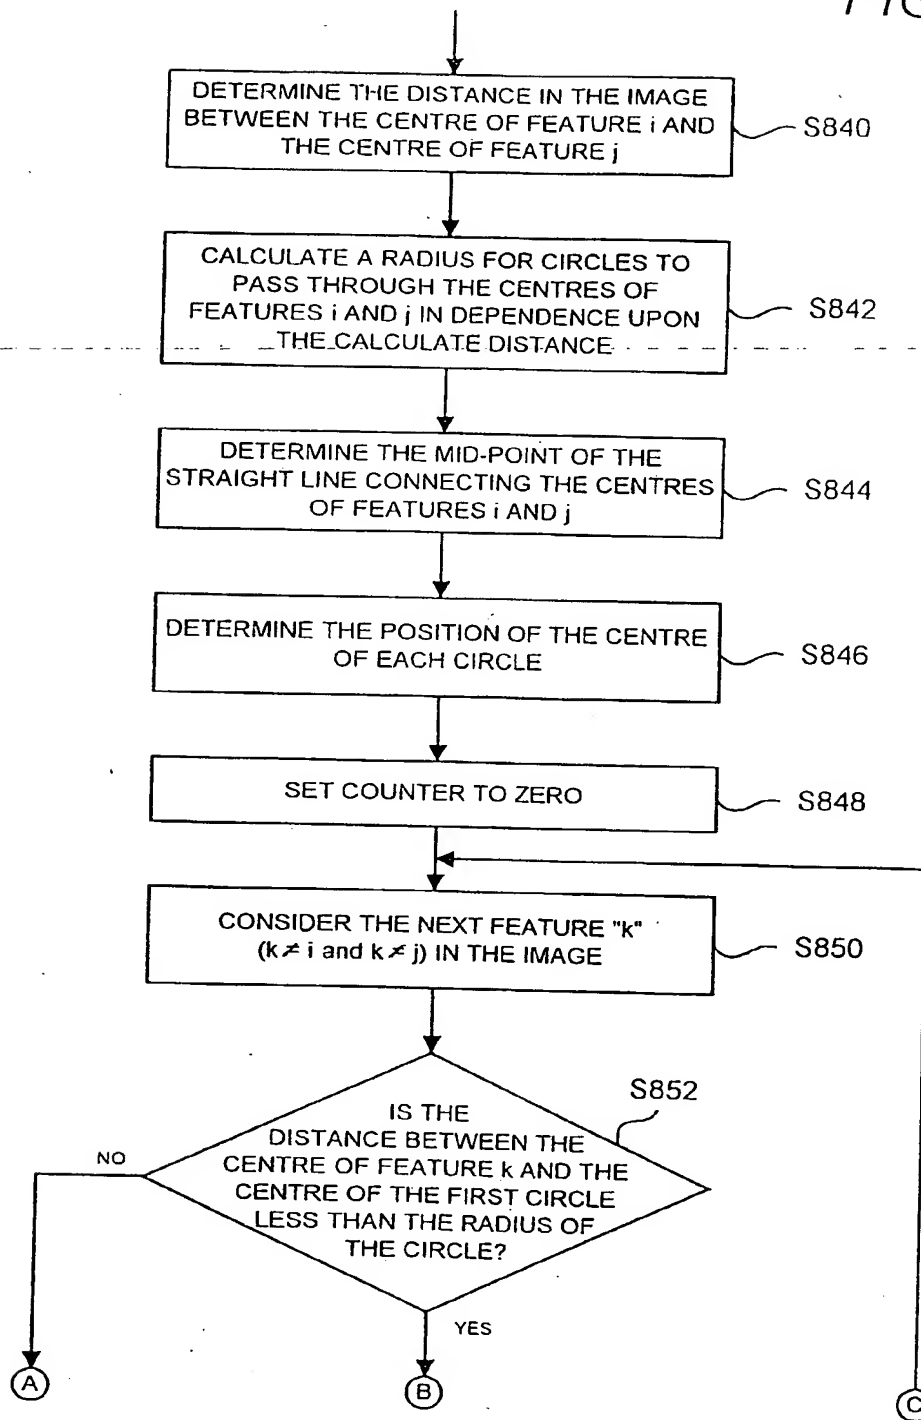 FIG
DETERMINE THE DISTANCE IN THE IMAGE
BETWEEN THE CENTRE OF FEATURE i AND
THE CENTRE OF FEATURE j
S840
CALCULATE A RADIUS FOR CIRCLES TO
PASS THROUGH THE CENTRES OF
FEATURES i AND j IN DEPENDENCE UPON
THE CALCULATE DISTANCE
S842
DETERMINE THE MID-POINT OF THE
STRAIGHT LINE CONNECTING THE CENTRES
OF FEATURES i AND j
S844
DETERMINE THE POSITION OF THE CENTRE
OF EACH CIRCLE
S846
SET COUNTER TO ZERO
S848
CONSIDER THE NEXT FEATURE "k"
(k ≠ i and k ≠ j) IN THE IMAGE
S850
S852
IS THE
DISTANCE BETWEEN THE
CENTRE OF FEATURE k AND THE
CENTRE OF THE FIRST CIRCLE
LESS THAN THE RADIUS OF
THE CIRCLE?
NO
YES
A
B
C